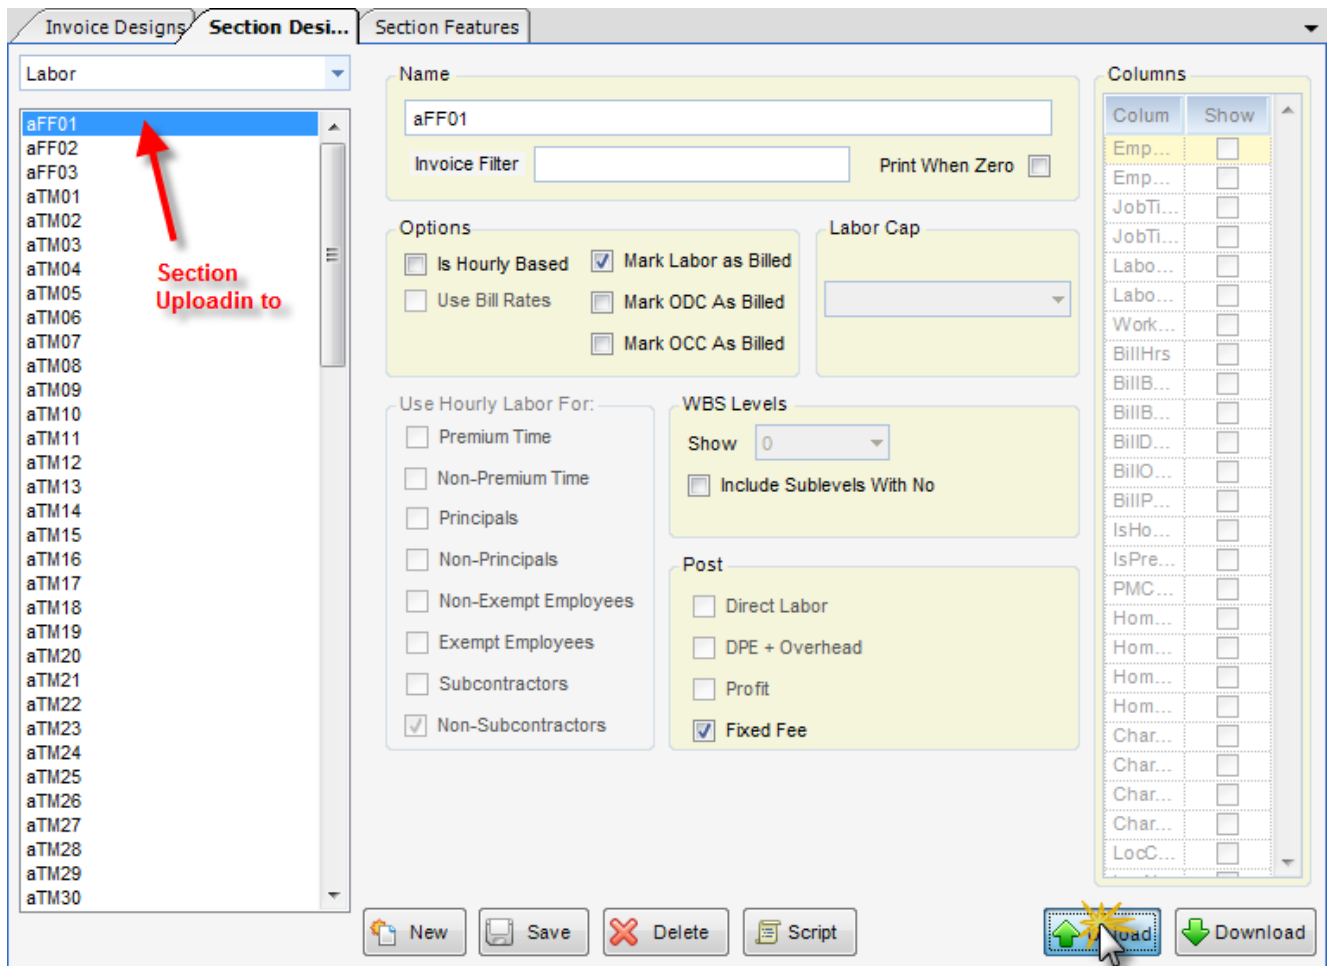 Invoice Designs
Section Desi...
Section Features
Labor
aFF01
aFF02
aFF03
aTM01
aTM02
aTM03
aTM04
aTM05
aTM06
aTM07
aTM08
aTM09
aTM10
aTM11
aTM12
aTM13
aTM14
aTM15
aTM16
aTM17
aTM18
aTM19
aTM20
aTM21
aTM22
aTM23
aTM24
aTM25
aTM26
aTM27
aTM28
aTM29
aTM30
Section
Uploadin to
Name
aFF01
Invoice Filter
Print When Zero
Options
Is Hourly Based
Mark Labor as Billed
Use Bill Rates
Mark ODC As Billed
Mark OCC As Billed
Labor Cap
Use Hourly Labor For:
Premium Time
Non-Premium Time
Principals
Non-Principals
Non-Exempt Employees
Exempt Employees
Subcontractors
Non-Subcontractors
WBS Levels
Show 0
Include Sublevels With No
Post
Direct Labor
DPE + Overhead
Profit
Fixed Fee
Columns
Colum Show
Emp...
Emp...
JobTi...
JobTi...
Labo...
Labo...
Work...
BillHrs
BillB...
BillB...
BillD...
BillO...
BillP...
IsHo...
IsPre...
PMC...
Hom...
Hom...
Hom...
Hom...
Char...
Char...
Char...
Char...
LocC...
New
Save
Delete
Script
Download